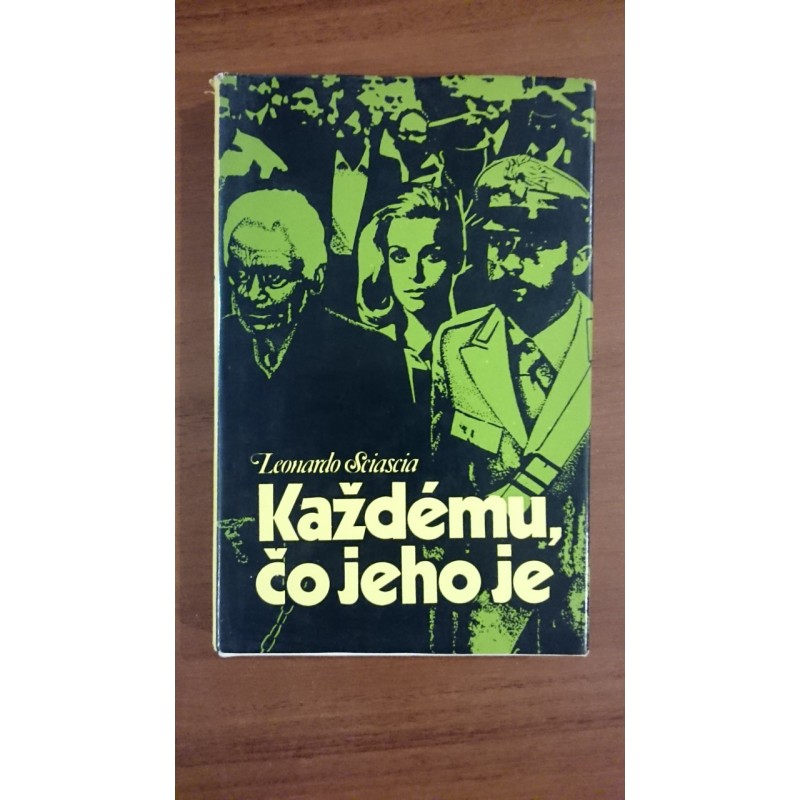 Leonardo Sciascia
Každému,
čo jeho je